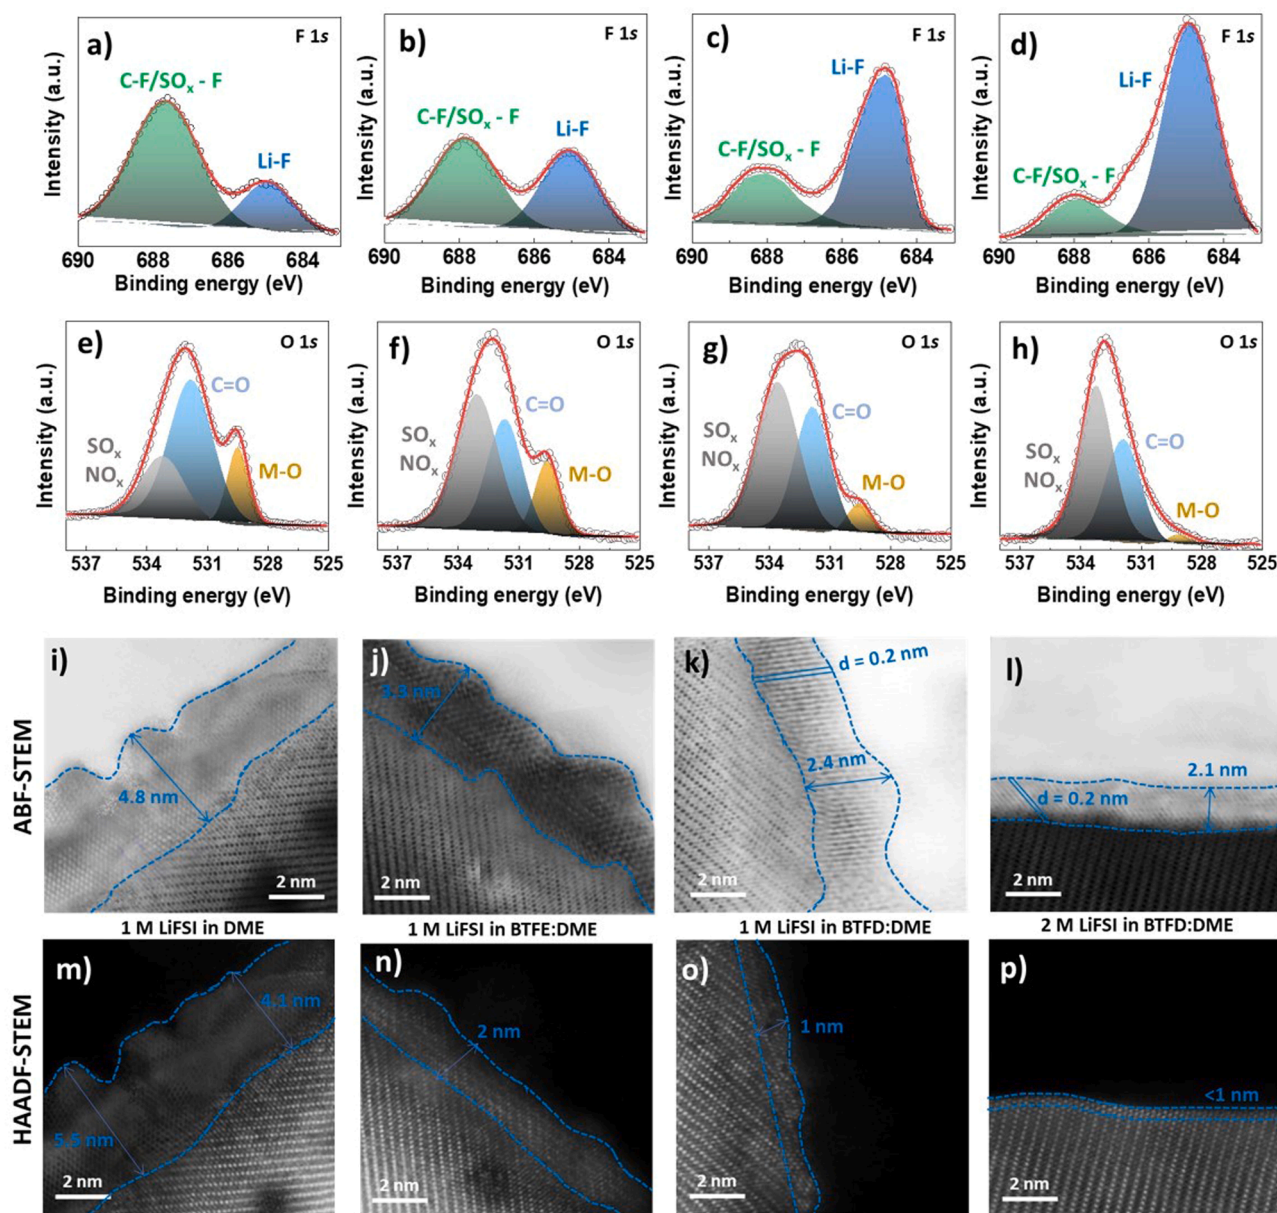 a)
F 1s
C-F/SOx - F
Li-F
Intensity (a.u.)
690 688 686 684
Binding energy (eV)
b)
F 1s
C-F/SOx - F
Li-F
Intensity (a.u.)
690 688 686 684
Binding energy (eV)
c)
F 1s
Li-F
C-F/SOx - F
Intensity (a.u.)
690 688 686 684
Binding energy (eV)
d)
F 1s
Li-F
C-F/SOx - F
Intensity (a.u.)
690 688 686 684
Binding energy (eV)
e)
O 1s
C=O
SOx
NOx
M-O
Intensity (a.u.)
537 533 531 528 525
Binding energy (eV)
f)
O 1s
C=O
SOx
NOx
M-O
Intensity (a.u.)
537 533 531 528 525
Binding energy (eV)
g)
O 1s
C=O
SOx
NOx
M-O
Intensity (a.u.)
537 533 531 528 525
Binding energy (eV)
h)
O 1s
C=O
SOx
NOx
M-O
Intensity (a.u.)
537 533 531 528 525
Binding energy (eV)
ABF-STEM
i)
4.8 nm
2 nm
1 M LiFSI in DME
j)
3.3 nm
2 nm
1 M LiFSI in BTFE:DME
k)
d = 0.2 nm
2.4 nm
2 nm
1 M LiFSI in BTFD:DME
l)
2.1 nm
d = 0.2 nm
2 nm
2 M LiFSI in BTFD:DME
HAADF-STEM
m)
4.1 nm
5.5 nm
2 nm
n)
2 nm
2 nm
o)
1 nm
2 nm
p)
<1 nm
2 nm